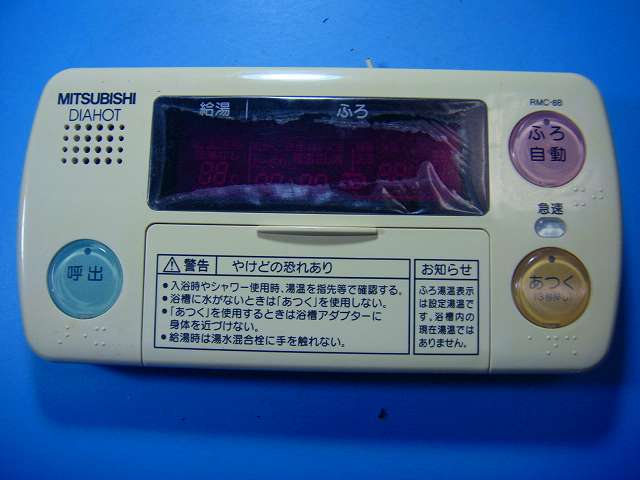 MITSUBISHI
DIAHOT
給湯
ふろ
RMC-8B
ふろ
自動
急速
呼出
あつく
(3秒押し)
警告 やけどの恐れあり
●入浴時やシャワー使用時、湯温を指先等で確認する。
●浴槽に水がないときは「あつく」を使用しない。
●「あつく」を使用するときは浴槽アダプターに
身体を近づけない。
●給湯時は湯水混合栓に手を触れない。
お知らせ
ふろ湯温表示
は設定湯温で
す。浴槽内の
現在湯温では
ありません。